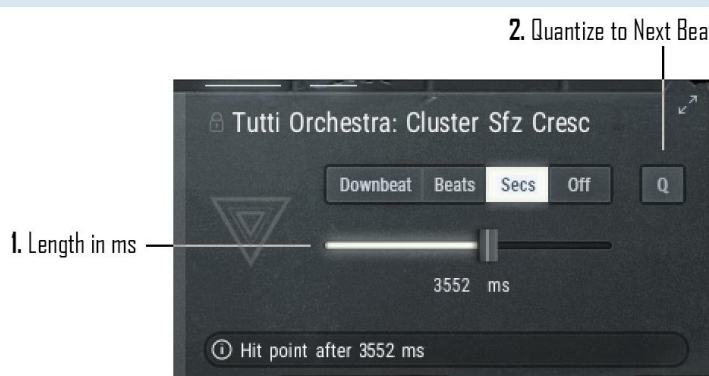 2. Quantize to Next Bea
Tutti Orchestra: Cluster Sfz Cresc
Downbeat Beats Secs Off Q
1. Length in ms
3552 ms
Hit point after 3552 ms